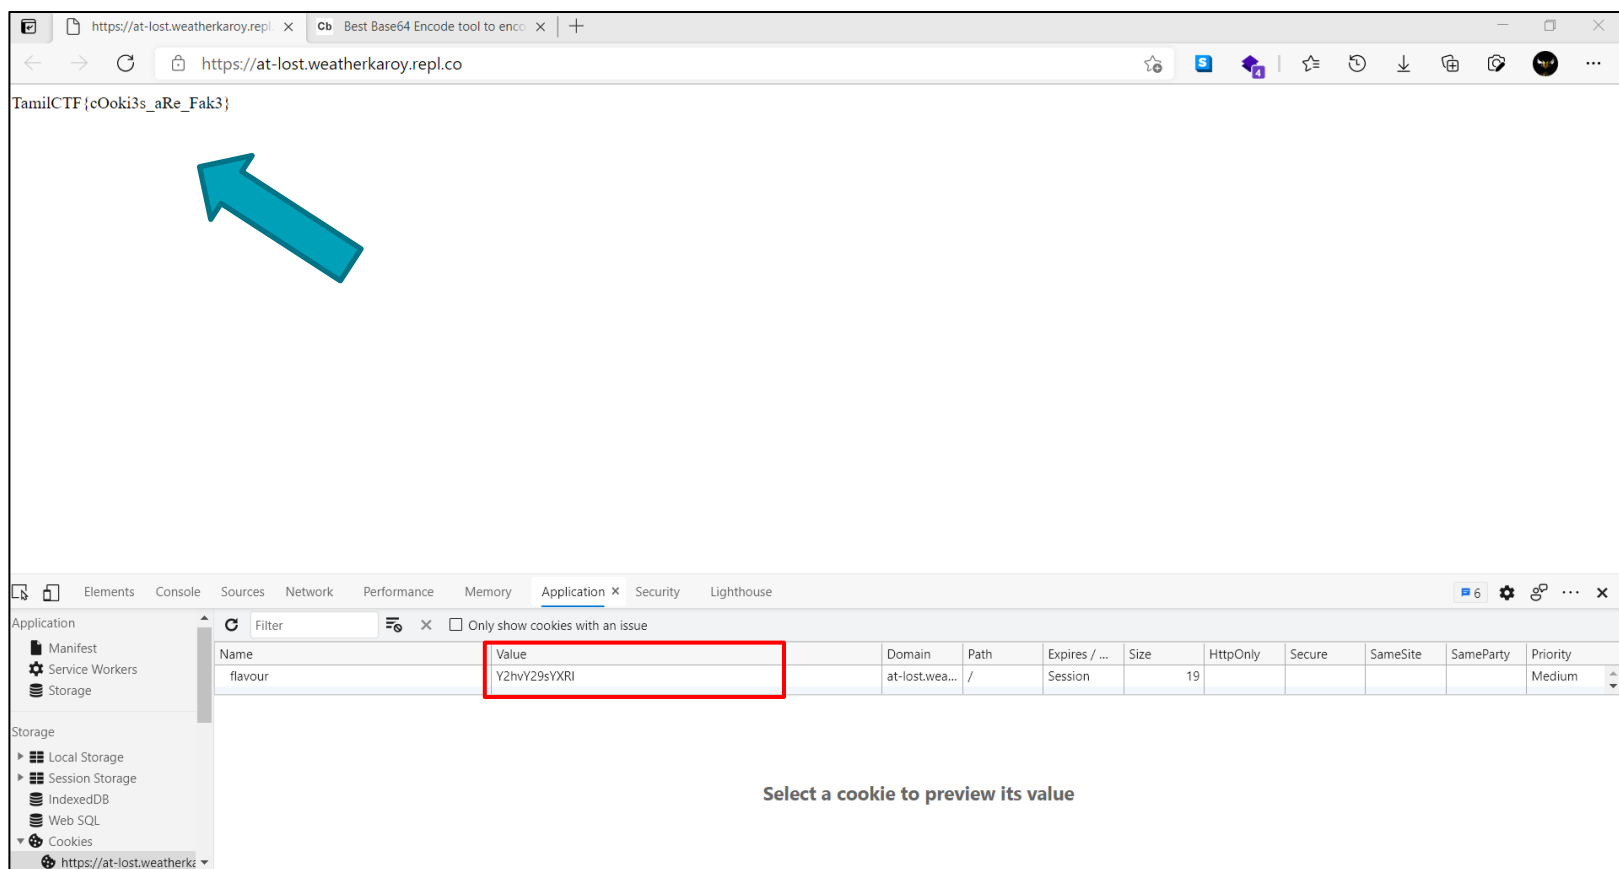 https://at-lost.weatherkaroy.repl.
Cb Best Base64 Encode tool to enco
https://at-lost.weatherkaroy.repl.co
S
4
TamilCTF{cOoki3s_aRe_Fak3}
Elements Console Sources Network Performance Memory Application Security Lighthouse 6
Application
Filter
Only show cookies with an issue
Manifest
Service Workers
Storage
Name Value Domain Path Expires / ... Size HttpOnly Secure SameSite SameParty Priority
flavour Y2hvY29sYXRl at-lost.wea... / Session 19 Medium
Storage
Local Storage
Session Storage
IndexedDB
Web SQL
Cookies
https://at-lost.weatherka
Select a cookie to preview its value